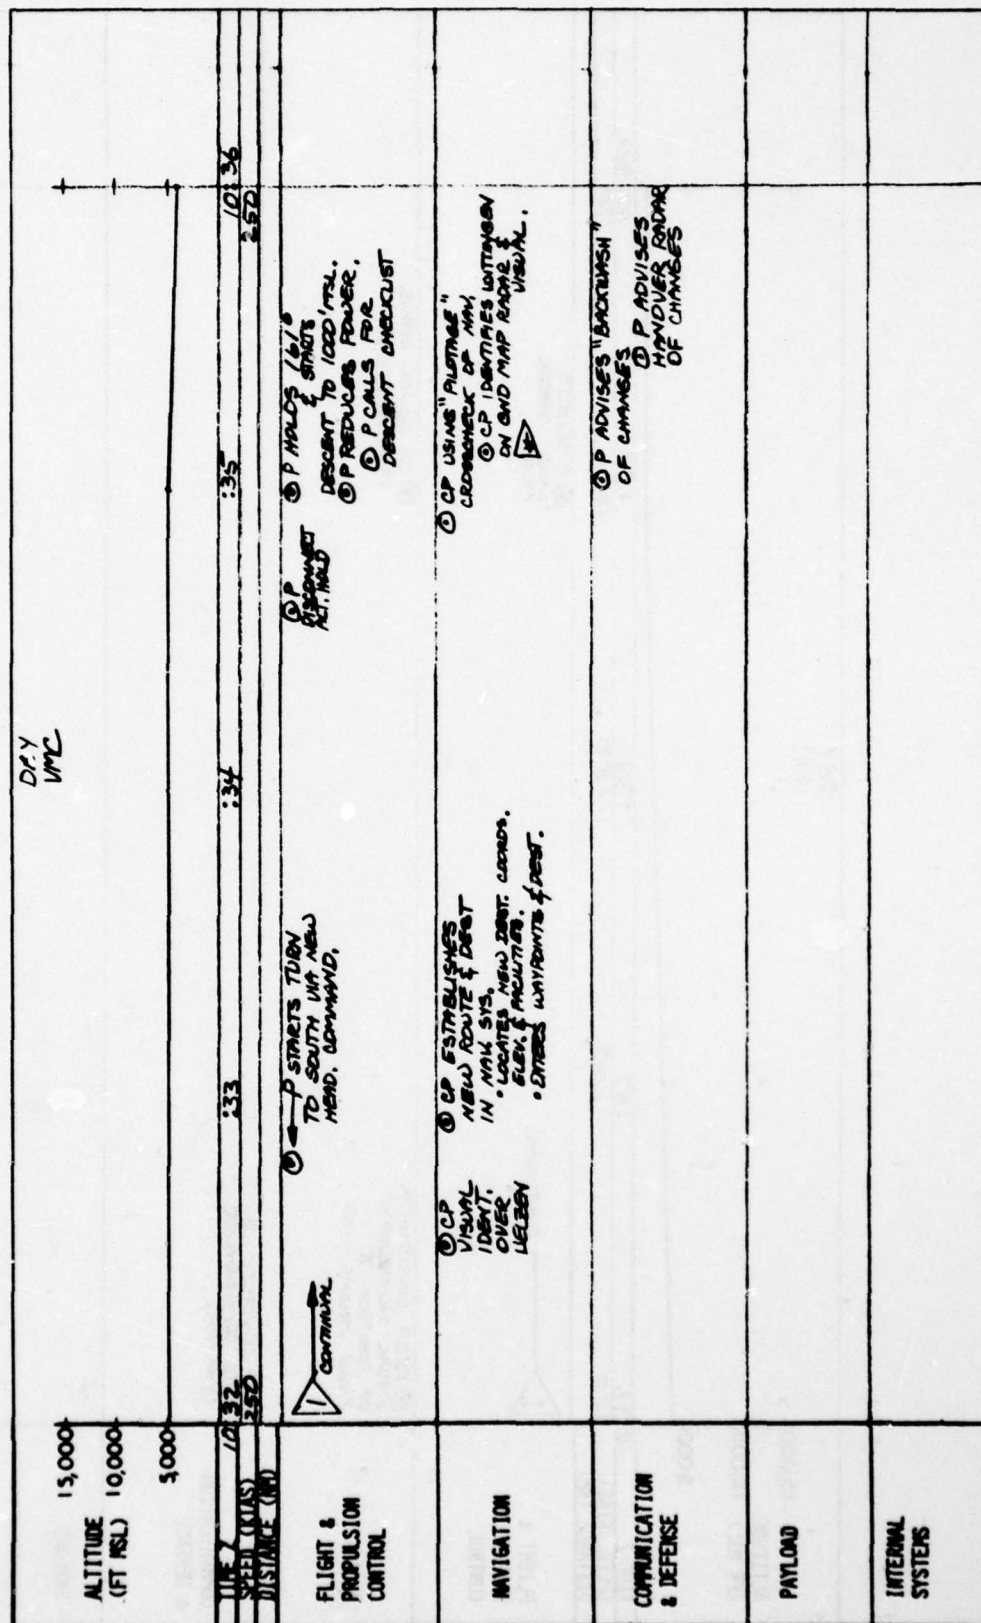 DAY
VMC
ALTITUDE
(FT MSL)
15,000
10,000
5,000
TIME Z
10:32
:33
:34
:35
10:36
SPEED (KIAS)
250
250
DISTANCE (NM)
FLIGHT &
PROPULSION
CONTROL
1
CONTINUAL
P STARTS TURN
TO SOUTH VIA NEW
HEAD. COMMAND.
P
DISCONNECT
ALT. HOLD
P HOLDS 161°
& STARTS
DESCENT TO 1000' MSL.
P REDUCES POWER.
P CALLS FOR
DESCENT CHECKLIST
NAVIGATION
CP
VISUAL
IDENT.
OVER
UELZEN
CP ESTABLISHES
NEW ROUTE & DEST
IN NAV. SYS.
• LOCATES NEW DEST. COORDS.
ELEV. & FACILITIES.
• ENTERS WAYPOINTS & DEST.
CP USING "PILOTAGE"
CROSSCHECK OF NAV.
CP IDENTIFIES WITTINGEN
ON GND MAP RADAR &
VISUAL.
COMMUNICATION
& DEFENSE
P ADVISES "BACKWASH"
OF CHANGES
P ADVISES
HANOVER RADAR
OF CHANGES
PAYLOAD
INTERNAL
SYSTEMS